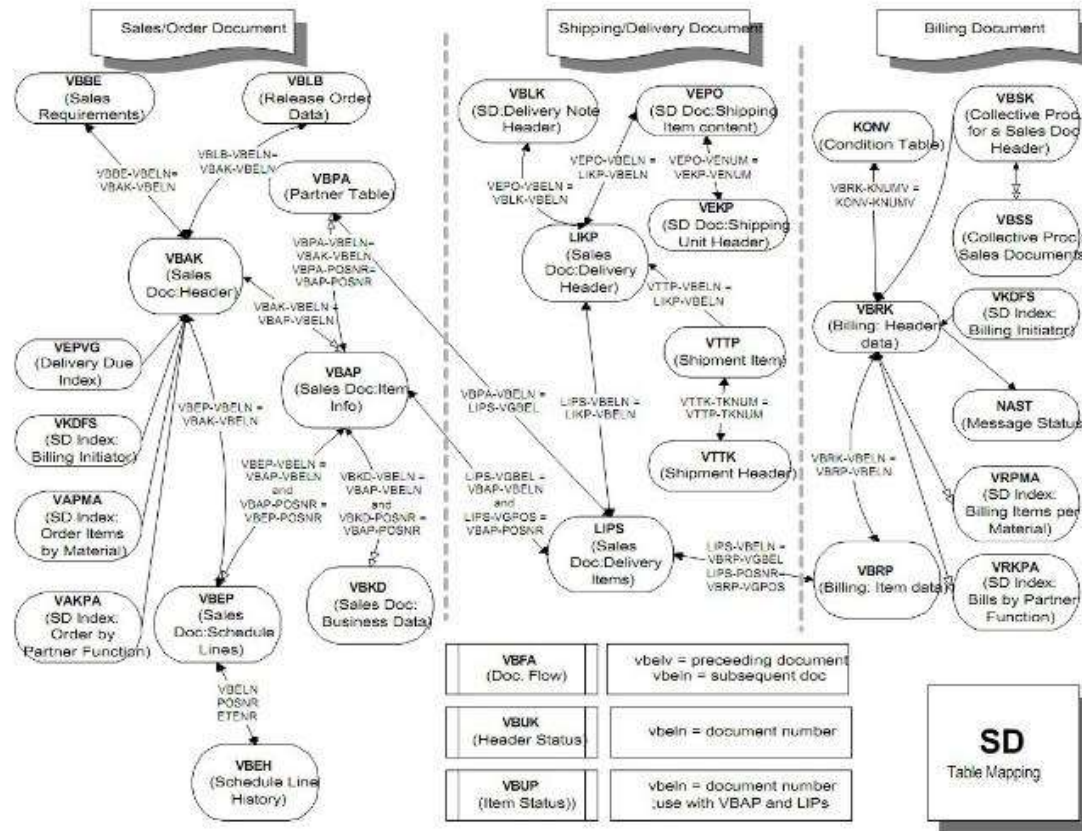 Sales/Order Document
Shipping/Delivery Document
Billing Document
VBBE
(Sales
Requirements)
VBLB
(Release Order
Data)
VBLB-VBELN=
VBAK-VBELN
VBBE-VBELN=
VBAK-VBELN
VBPA
(Partner Table)
VBPA-VBELN=
VBAK-VBELN
VBPA-POSNR=
VBAP-POSNR
VBAK
(Sales
Doc:Header)
VBAK-VBELN =
VBAP-VBELN
VEPVG
(Delivery Due
Index)
VBAP
(Sales Doc:Item
Info)
VKDFS
(SD Index:
Billing Initiator)
VBEP-VBELN =
VBAK-VBELN
VBEP-VBELN =
VBAP-VBELN
and
VBAP-POSNR =
VBEP-POSNR
VBKD-VBELN =
VBAP-VBELN
and
VBKD-POSNR =
VBAP-POSNR
VAPMA
(SD Index:
Order Items
by Material)
VAKPA
(SD Index:
Order by
Partner Function)
VBEP
(Sales
Doc:Schedule
Lines)
VBKD
(Sales Doc:
Business Data)
VBELN
POSNR
ETENR
VBEH
(Schedule Line
History)
VBLK
(SD:Delivery Note
Header)
VEPO
(SD Doc:Shipping
Item content)
VEPO-VBELN =
LIKP-VBELN
VEPO-VENUM =
VEKP-VENUM
VEPO-VBELN =
VBLK-VBELN
VEKP
(SD Doc:Shipping
Unit Header)
LIKP
(Sales
Doc:Delivery
Header)
VTTP-VBELN =
LIKP-VBELN
VTTP
(Shipment Item)
VTTK-TKNUM =
VTTP-TKNUM
VTTK
(Shipment Header)
VBPA-VBELN =
LIPS-VGBEL
LIPS-VBELN =
LIKP-VBELN
LIPS-VGBEL =
VBAP-VBELN
and
LIPS-VGPOS =
VBAP-POSNR
LIPS
(Sales
Doc:Delivery
Items)
LIPS-VBELN =
VBRP-VGBEL
LIPS-POSNR=
VBRP-VGPOS
KONV
(Condition Table)
VBSK
(Collective Proc.
for a Sales Doc
Header)
VBRK-KNUMV =
KONV-KNUMV
VBSS
(Collective Proc.
Sales Documents
VBRK
(Billing: Header
data)
VKDFS
(SD Index:
Billing Initiator)
NAST
(Message Status)
VBRK-VBELN =
VBRP-VBELN
VRPMA
(SD Index:
Billing Items per
Material)
VBRP
(Billing: Item data)
VRKPA
(SD Index:
Bills by Partner
Function)
VBFA
(Doc. Flow)
vbelv = preceeding document
vbeln = subsequent doc
VBUK
(Header Status)
vbeln = document number
VBUP
(Item Status))
vbeln = document number
;use with VBAP and LIPs
SD
Table Mapping